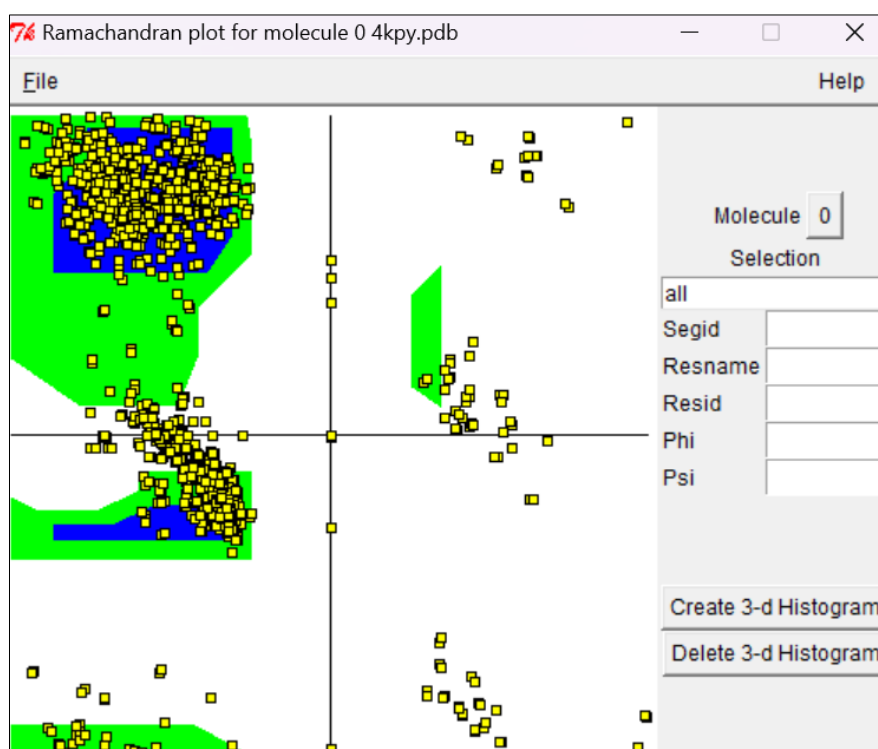 Ramachandran plot for molecule 0 4kpy.pdb
File Help
Molecule 0
Selection
all
Segid
Resname
Resid
Phi
Psi
Create 3-d Histogram
Delete 3-d Histogram